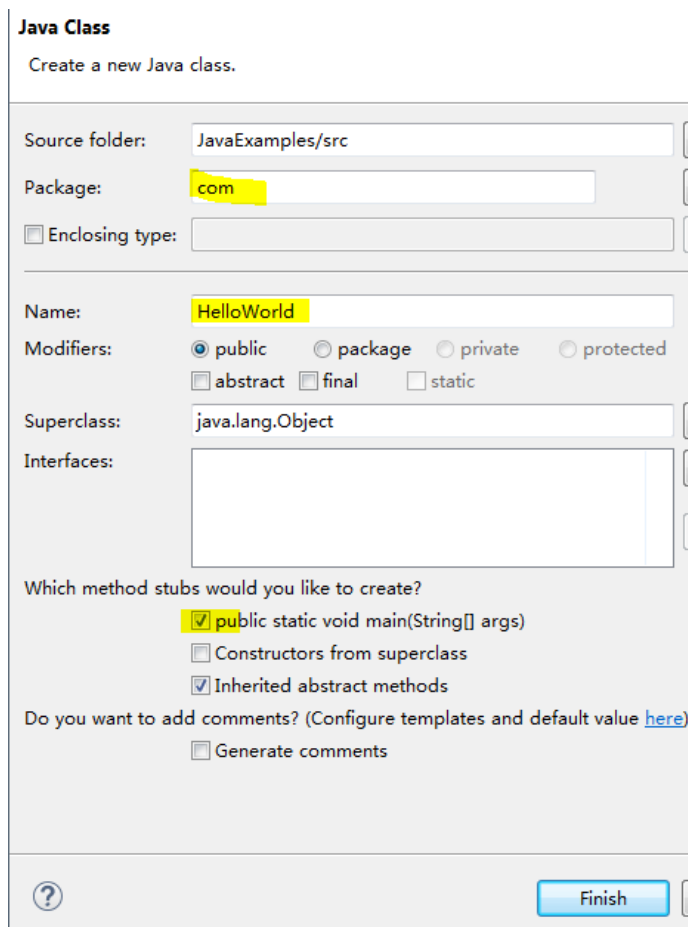 Java Class
Create a new Java class.
Source folder: JavaExamples/src
Package: com
Enclosing type:
Name: HelloWorld
Modifiers: public package private protected
abstract final static
Superclass: java.lang.Object
Interfaces:
Which method stubs would you like to create?
public static void main(String[] args)
Constructors from superclass
Inherited abstract methods
Do you want to add comments? (Configure templates and default value here)
Generate comments
?
Finish